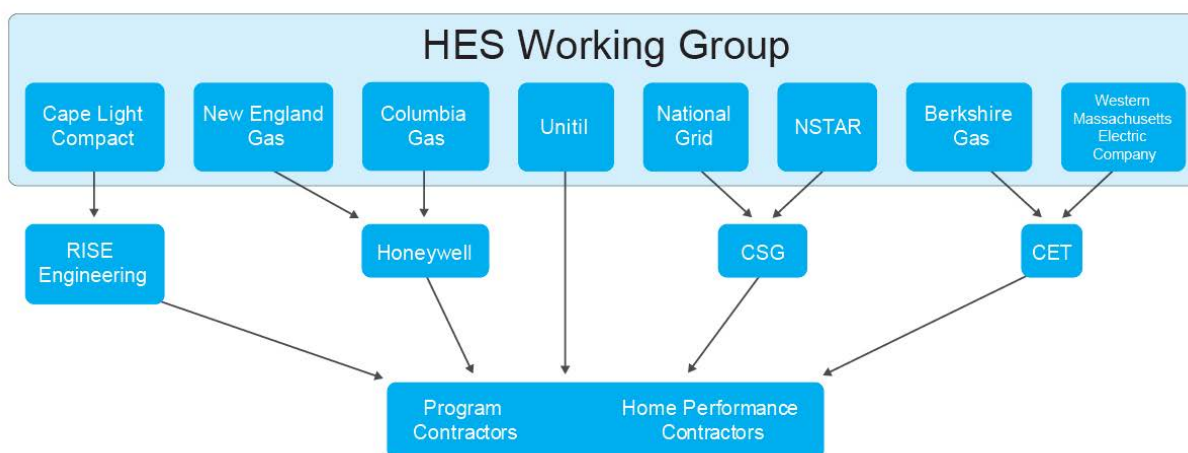 HES Working Group
Cape Light
Compact
New England
Gas
Columbia
Gas
Unitil
National
Grid
NSTAR
Berkshire
Gas
Western
Massachusetts
Electric
Company
RISE
Engineering
Honeywell
CSG
CET
Program
Contractors
Home Performance
Contractors